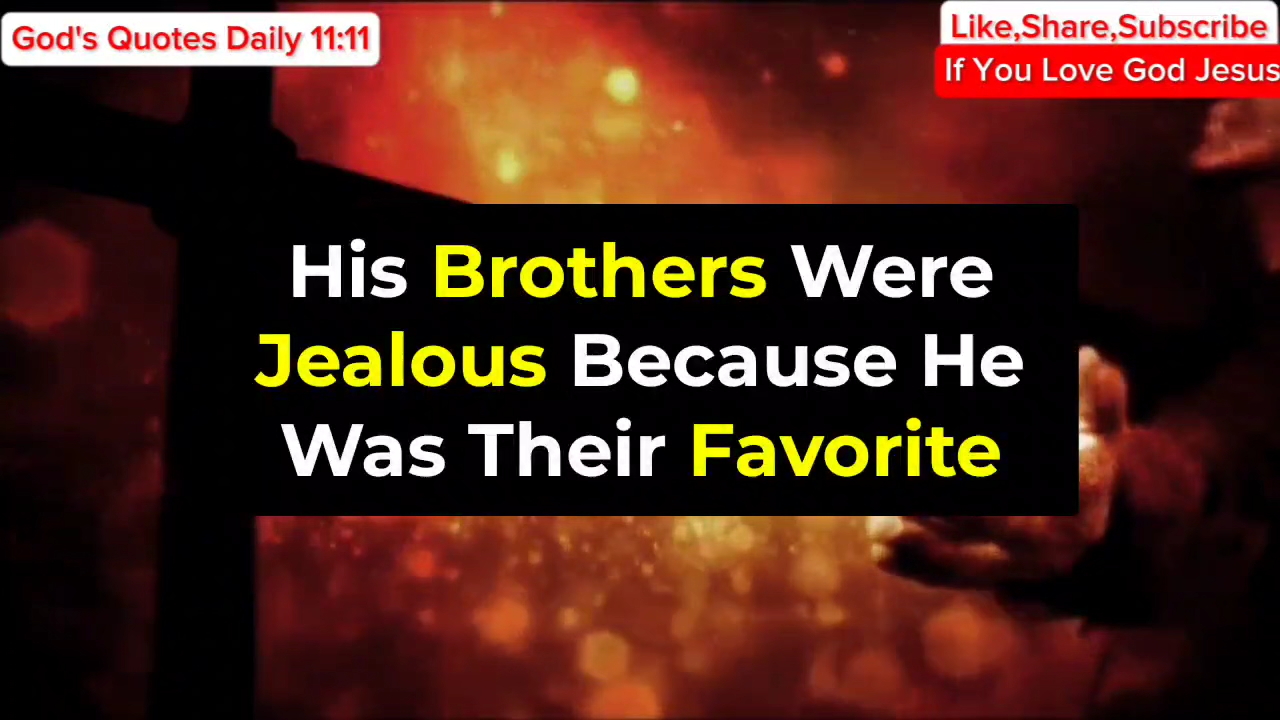 God's Quotes Daily 11:11
Like,Share,Subscribe
If You Love God Jesus
His Brothers Were
Jealous Because He
Was Their Favorite